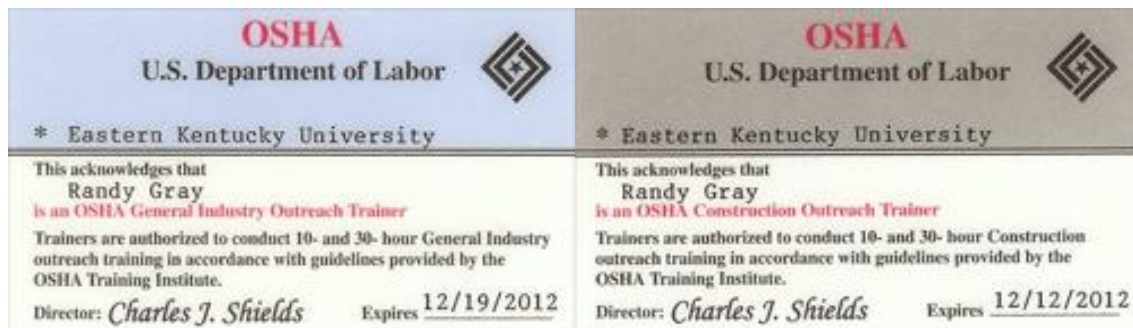 OSHA
U.S. Department of Labor
* Eastern Kentucky University
This acknowledges that
Randy Gray
is an OSHA General Industry Outreach Trainer
Trainers are authorized to conduct 10- and 30- hour General Industry
outreach training in accordance with guidelines provided by the
OSHA Training Institute.
Director: Charles J. Shields Expires 12/19/2012
OSHA
U.S. Department of Labor
* Eastern Kentucky University
This acknowledges that
Randy Gray
is an OSHA Construction Outreach Trainer
Trainers are authorized to conduct 10- and 30- hour Construction
outreach training in accordance with guidelines provided by the
OSHA Training Institute.
Director: Charles J. Shields Expires 12/12/2012